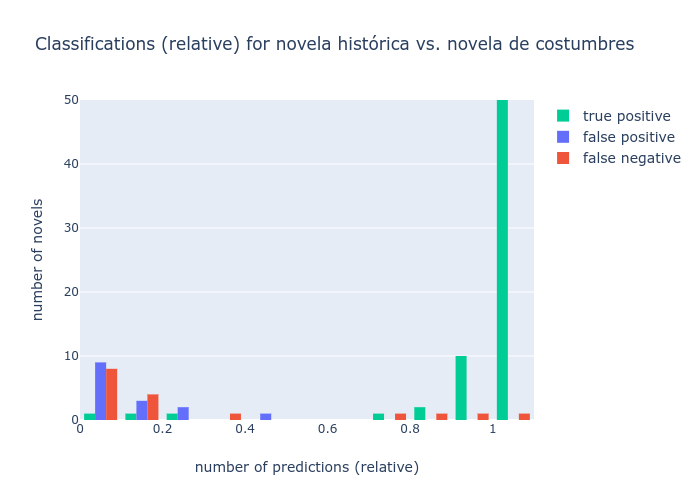 Classifications (relative) for novela histórica vs. novela de costumbres
true positive
false positive
false negative
50
40
30
20
10
0
number of novels
0
0.2
0.4
0.6
0.8
1
number of predictions (relative)